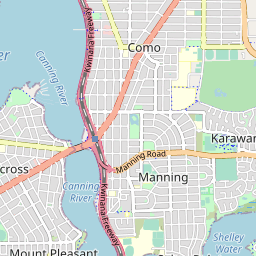 Kwinana Freeway
Como
Canning
River
Karawar
Manning Road
cross
Manning
Canning
River
Kwinana Freeway
Shelley
Water
Mount Pleasant